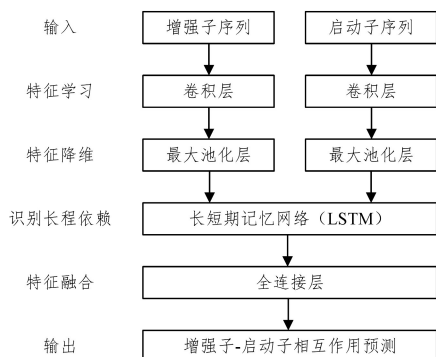 输入 增强子序列 启动子序列
特征学习 卷积层 卷积层
特征降维 最大池化层 最大池化层
识别长程依赖 长短期记忆网络（LSTM）
特征融合 全连接层
输出 增强子-启动子相互作用预测